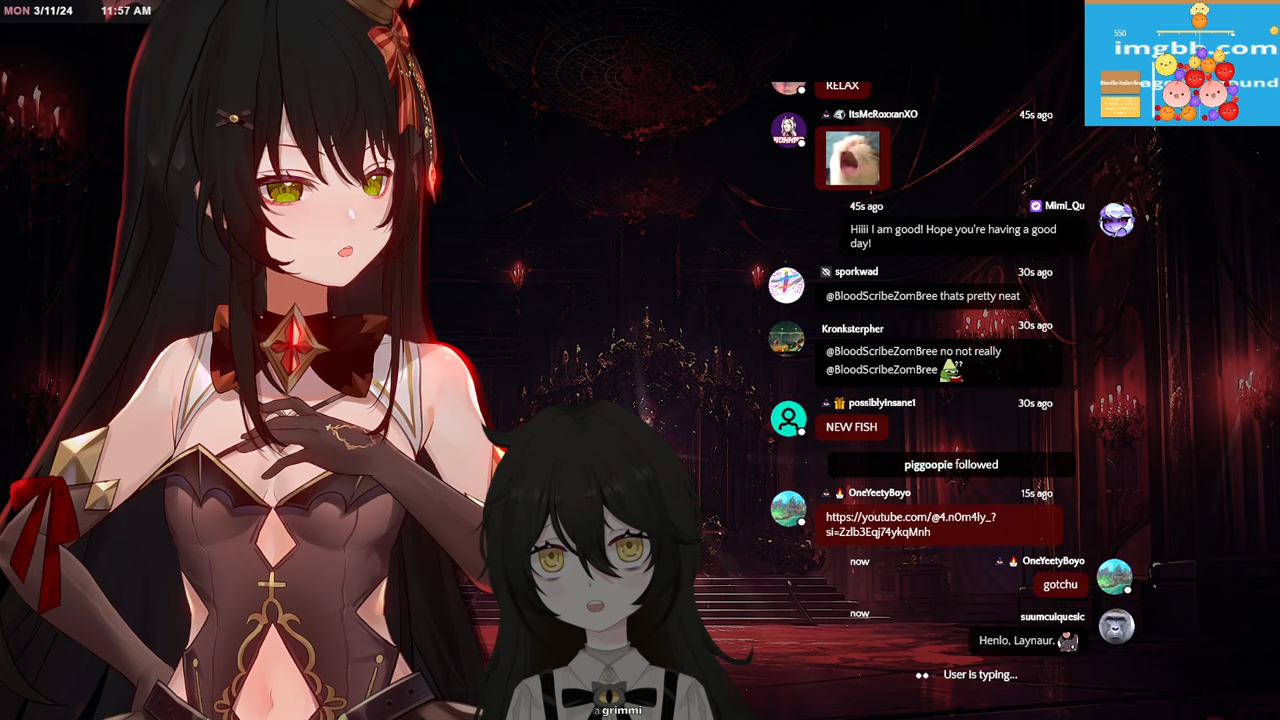 MON 3/11/24 11:57 AM
550
imgbb.com
RELAX
ItsMeRoxxanXO 45s ago
45s ago Mimi_Qu
Hiiii I am good! Hope you're having a good
day!
sporkwad 30s ago
@BloodScribeZomBree thats pretty neat
Kronksterpher 30s ago
@BloodScribeZomBree no not really
@BloodScribeZomBree
possiblyinsane1 30s ago
NEW FISH
piggoopie followed
OneYeetyBoyo 15s ago
https://youtube.com/@4.n0m4ly_?
si=Zzlb3Eqj74ykqMnh
now OneYeetyBoyo
gotchu
now suumcuiquesic
Henlo, Laynaur.
User is typing...
a grimmi